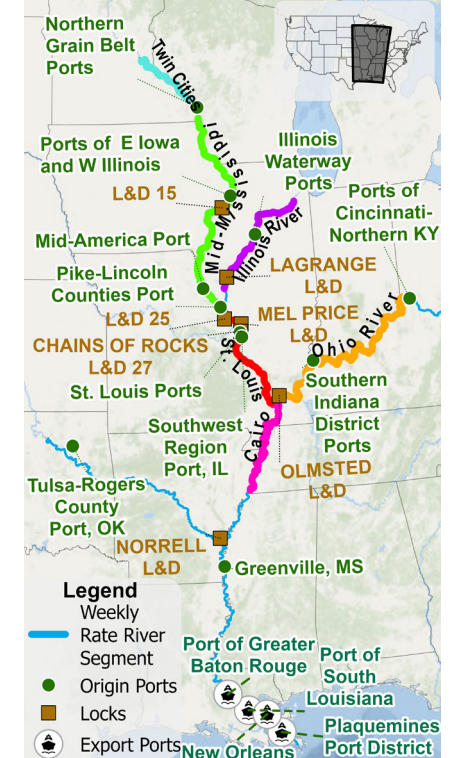 Northern
Grain Belt
Ports
Twin Cities
Ports of E Iowa
and W Illinois
Illinois
Waterway
Ports
L&D 15
Ports of
Cincinnati-
Northern KY
Mid-Mississippi
Mid-America Port
Illinois River
Pike-Lincoln
Counties Port
LAGRANGE
L&D
L&D 25
MEL PRICE
L&D
CHAINS OF ROCKS
L&D 27
Ohio River
St. Louis
St. Louis Ports
Southern
Indiana
District
Ports
Southwest
Region
Port, IL
Cairo
OLMSTED
L&D
Tulsa-Rogers
County
Port, OK
NORRELL
L&D
Greenville, MS
Legend
Weekly
Rate River
Segment
Origin Ports
Locks
Export Ports
Port of Greater
Baton Rouge
Port of
South
Louisiana
Plaquemines
Port District
New Orleans